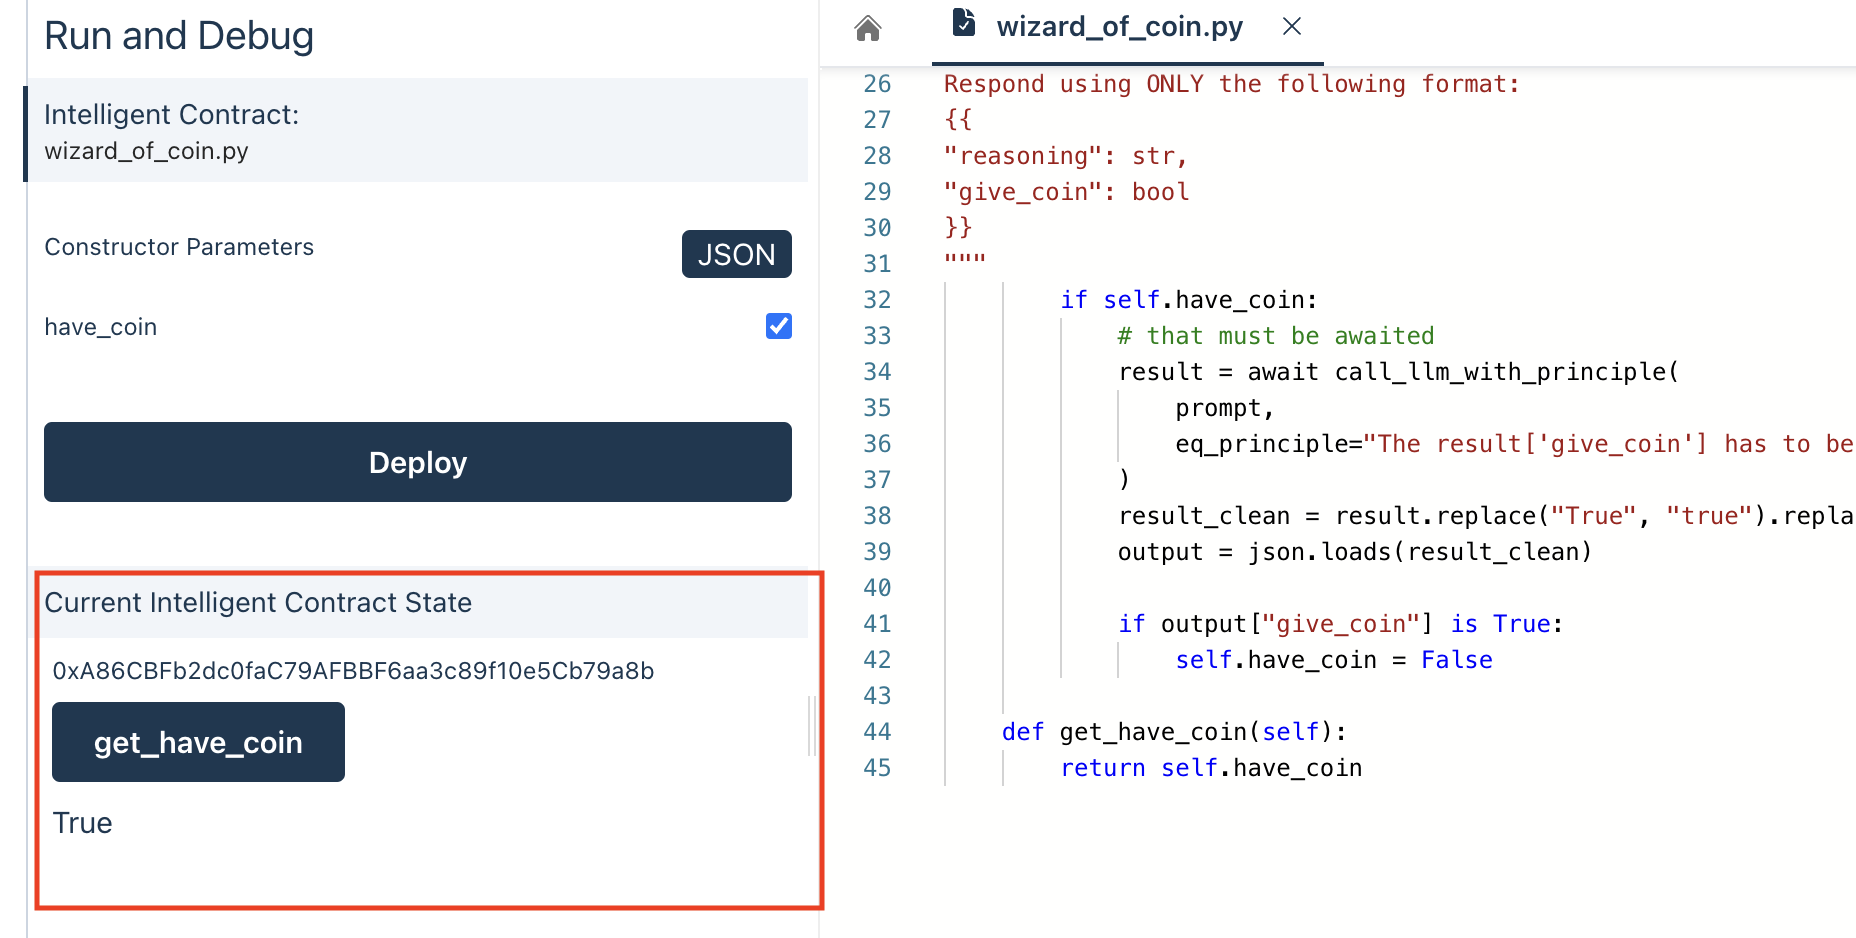 Run and Debug
Intelligent Contract:
wizard_of_coin.py
Constructor Parameters
JSON
have_coin
Deploy
Current Intelligent Contract State
0xA86CBFb2dc0faC79AFBBF6aa3c89f10e5Cb79a8b
get_have_coin
True
wizard_of_coin.py
26 Respond using ONLY the following format:
27 {{
28 "reasoning": str,
29 "give_coin": bool
30 }}
31 """
32 if self.have_coin:
33 # that must be awaited
34 result = await call_llm_with_principle(
35 prompt,
36 eq_principle="The result['give_coin'] has to be
37 )
38 result_clean = result.replace("True", "true").repla
39 output = json.loads(result_clean)
40
41 if output["give_coin"] is True:
42 self.have_coin = False
43
44 def get_have_coin(self):
45 return self.have_coin